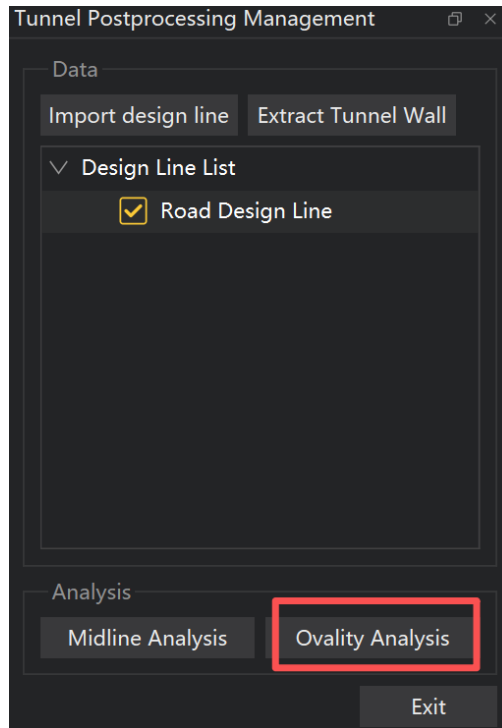 Tunnel Postprocessing Management
Data
Import design line Extract Tunnel Wall
Design Line List
Road Design Line
Analysis
Midline Analysis Ovality Analysis
Exit